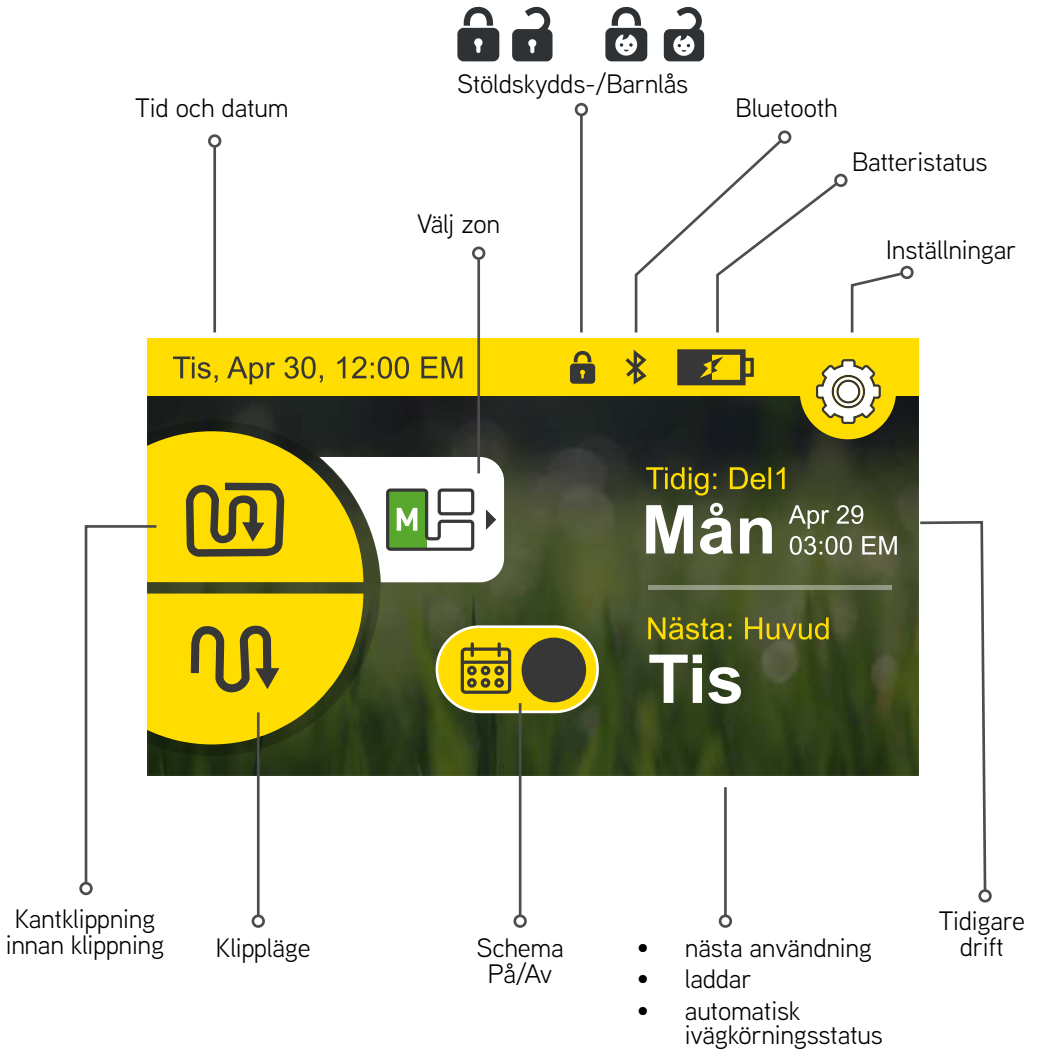 Stöldskydds-/Barnlås
Tid och datum
Bluetooth
Batteristatus
Välj zon
Inställningar
Tis, Apr 30, 12:00 EM
M
Tidig: Del1
Mån
Apr 29
03:00 EM
Nästa: Huvud
Tis
Kantklippning
innan klippning
Klippläge
Schema
På/Av
• nästa användning
• laddar
• automatisk
ivägkörningsstatus
Tidigare
drift